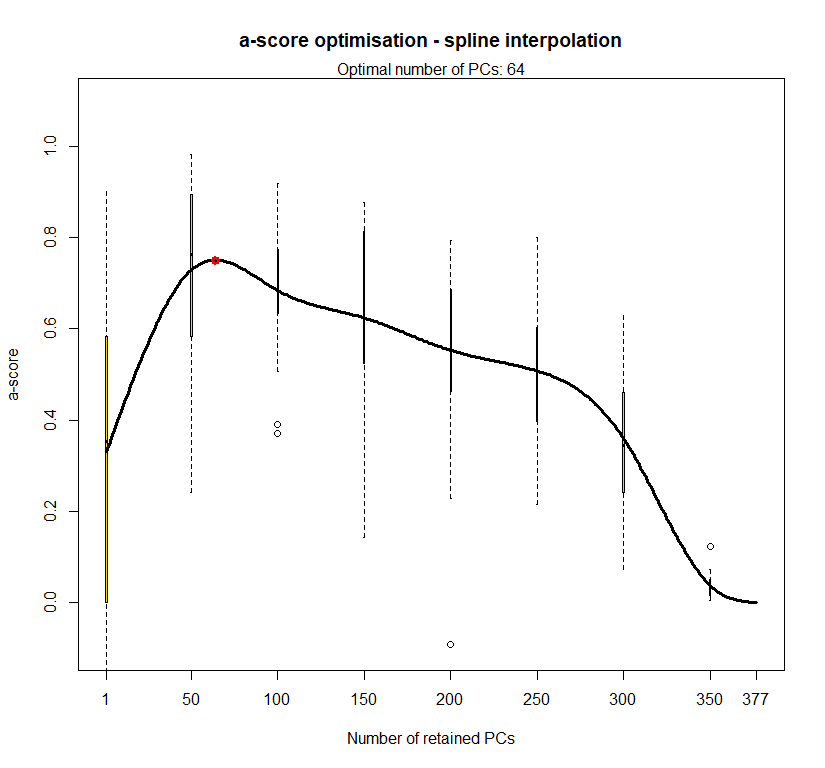 a-score optimisation - spline interpolation
Optimal number of PCs: 64
a-score
1.0
0.8
0.6
0.4
0.2
0.0
1 50 100 150 200 250 300 350 377
Number of retained PCs